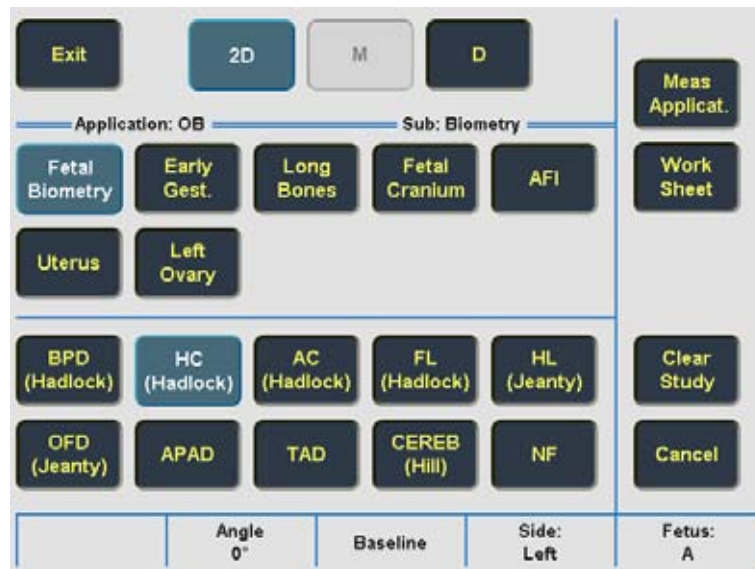 Exit
2D
M
D
Meas
Applicat.
Application: OB
Sub: Biometry
Fetal
Biometry
Early
Gest.
Long
Bones
Fetal
Cranium
AFI
Work
Sheet
Uterus
Left
Ovary
BPD
(Hadlock)
HC
(Hadlock)
AC
(Hadlock)
FL
(Hadlock)
HL
(Jeanty)
Clear
Study
OFD
(Jeanty)
APAD
TAD
CEREB
(Hill)
NF
Cancel
Angle
0°
Baseline
Side:
Left
Fetus:
A